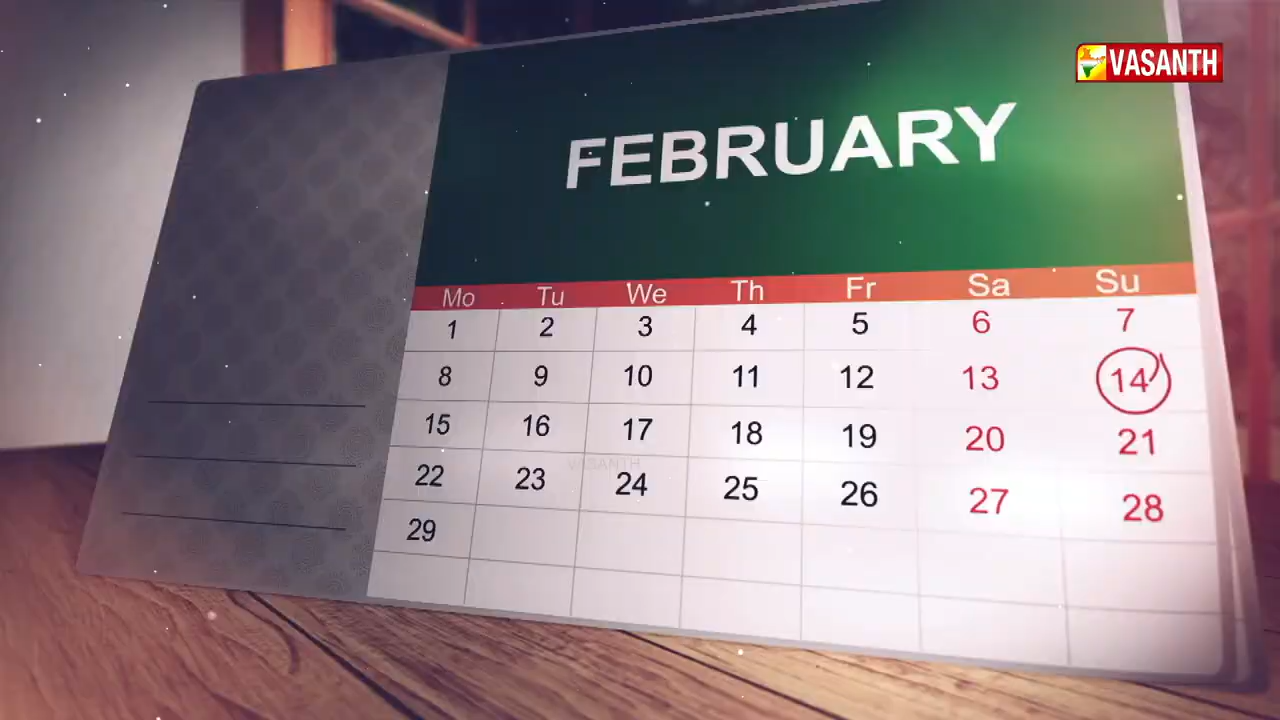 VASANTH
FEBRUARY
Mo Tu We Th Fr Sa Su
1 2 3 4 5 6 7
8 9 10 11 12 13 14
15 16 17 18 19 20 21
VASANTH
22 23 24 25 26 27 28
29